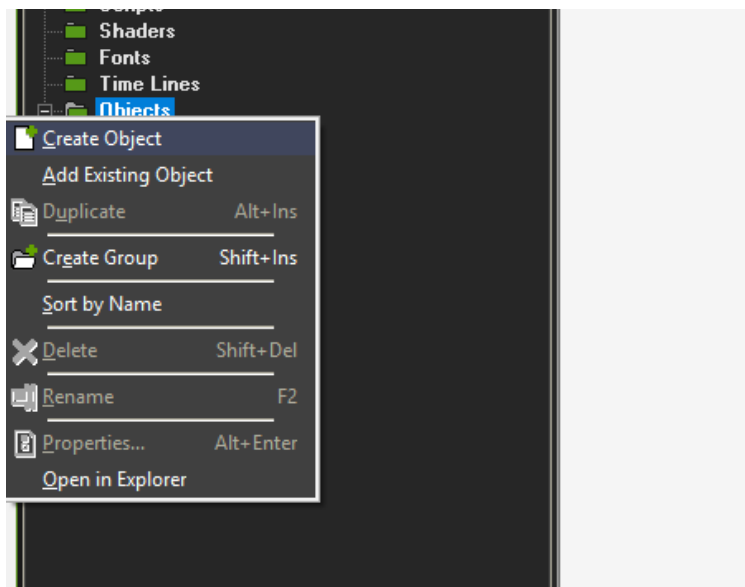 Scripts
Shaders
Fonts
Time Lines
Objects
Create Object
Add Existing Object
Duplicate Alt+Ins
Create Group Shift+Ins
Sort by Name
Delete Shift+Del
Rename F2
Properties... Alt+Enter
Open in Explorer